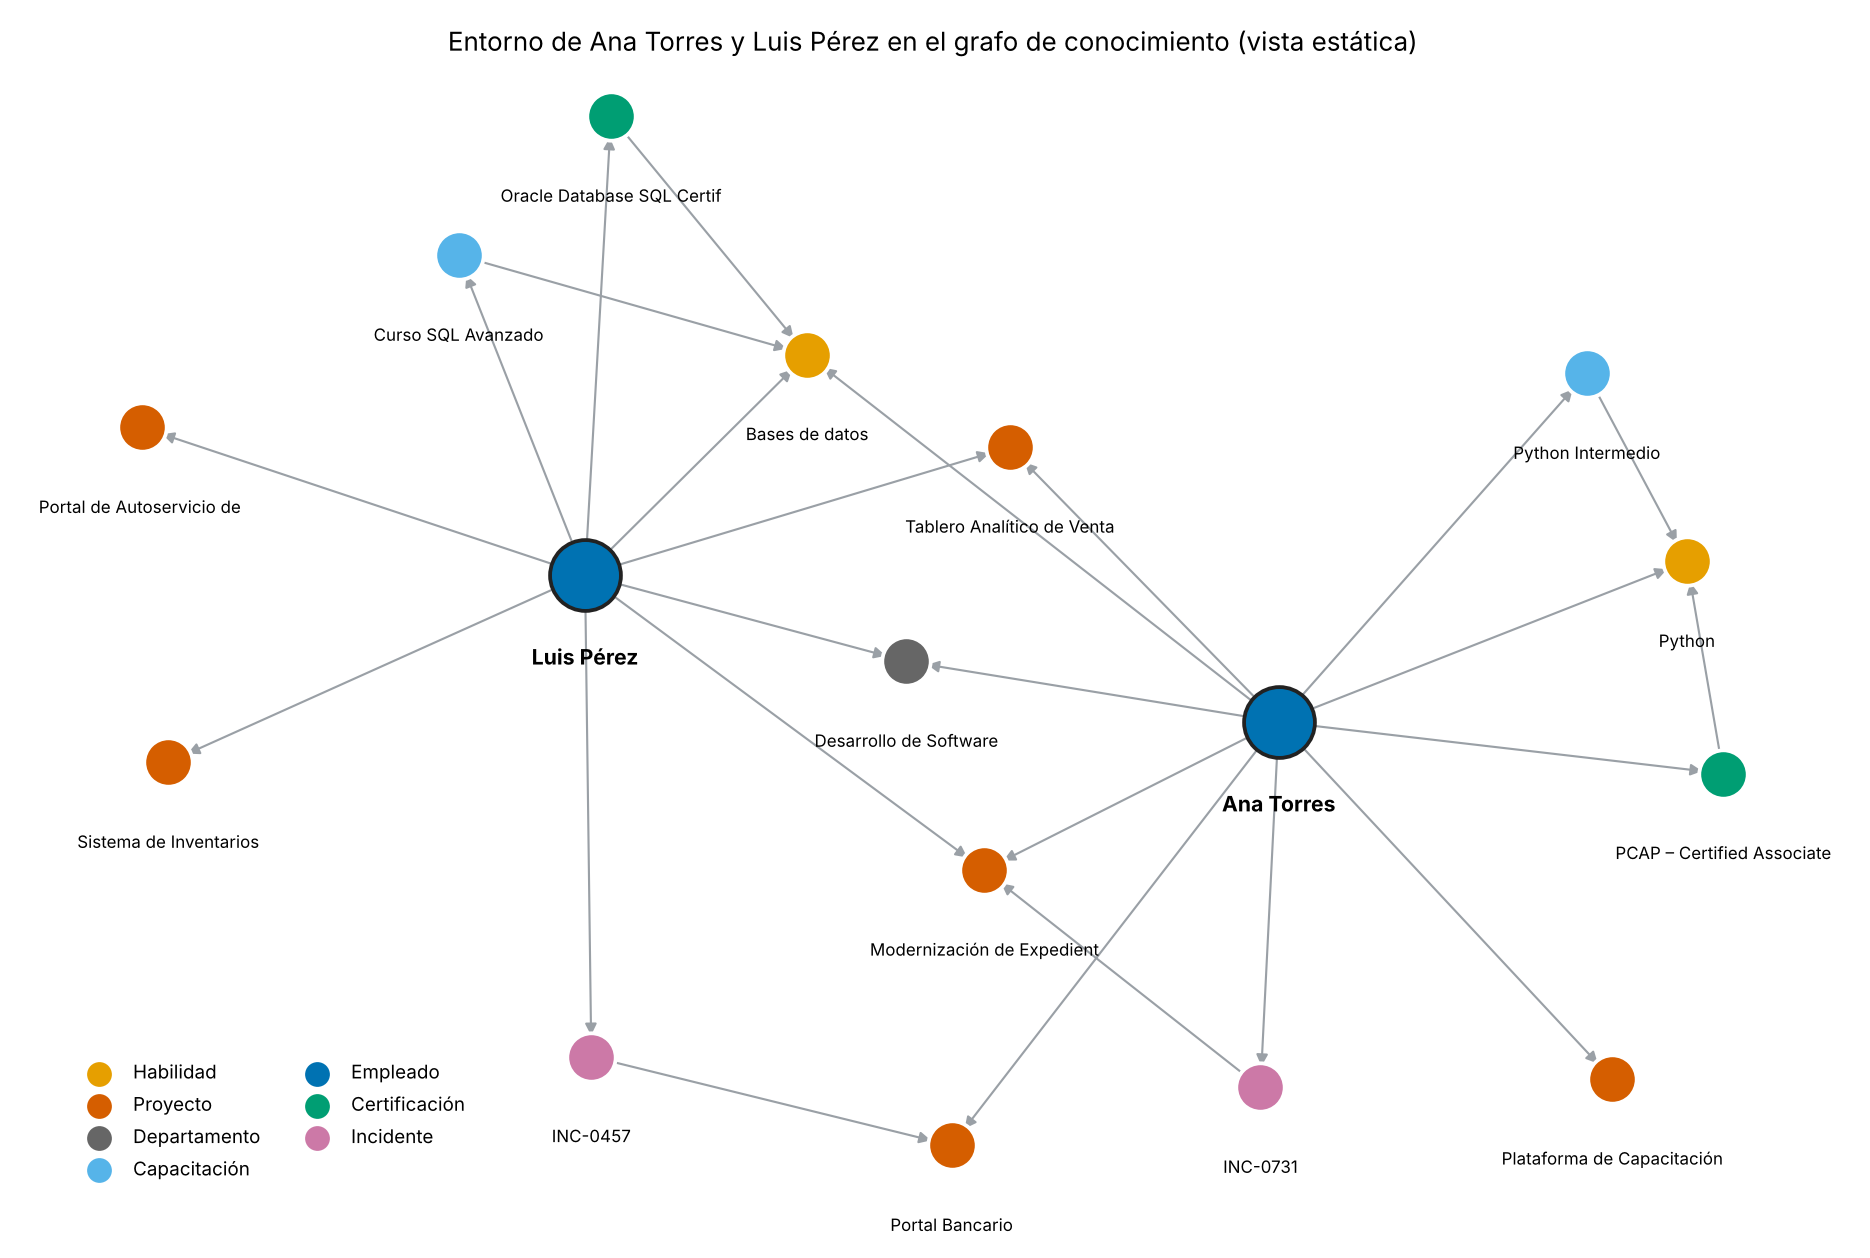 Entorno de Ana Torres y Luis Pérez en el grafo de conocimiento (vista estática)
Oracle Database SQL Certif
Curso SQL Avanzado
Bases de datos
Python Intermedio
Portal de Autoservicio de
Tablero Analítico de Venta
Python
Luis Pérez
Desarrollo de Software
Ana Torres
Sistema de Inventarios
PCAP – Certified Associate
Modernización de Expedient
INC-0457
INC-0731
Plataforma de Capacitación
Portal Bancario
Habilidad
Proyecto
Departamento
Capacitación
Empleado
Certificación
Incidente